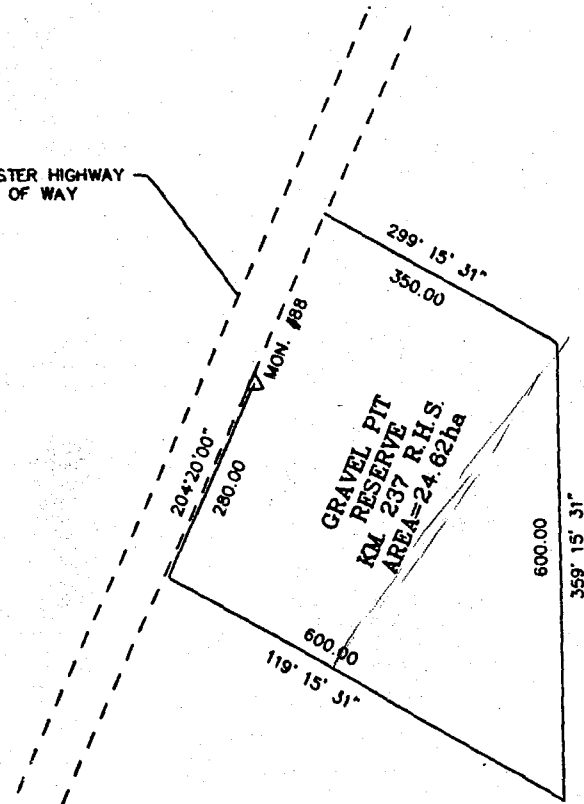 STER HIGHWAY
OF WAY
299° 15' 31"
350.00
MON. #88
204°20'00"
280.00
GRAVEL PIT
RESERVE
KM. 237 R.H.S.
AREA=24.62ha
600.00
359° 15' 31"
600.00
119° 15' 31"